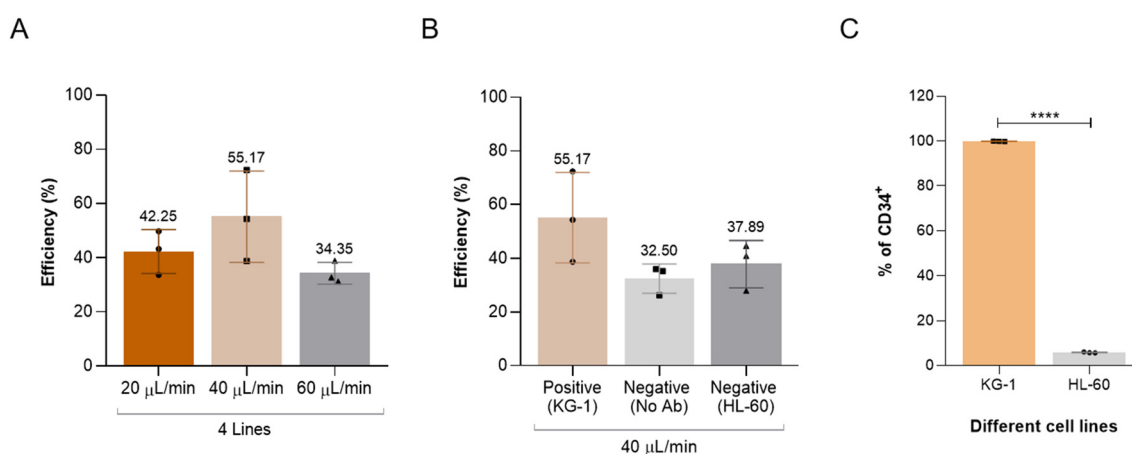 A
Efficiency (%)
100
80
60
40
20
0
42.25
55.17
34.35
20 μL/min
40 μL/min
60 μL/min
4 Lines
B
Efficiency (%)
100
80
60
40
20
0
55.17
32.50
37.89
Positive
(KG-1)
Negative
(No Ab)
Negative
(HL-60)
40 μL/min
C
% of CD34+
120
100
80
60
40
20
0
****
KG-1
HL-60
Different cell lines